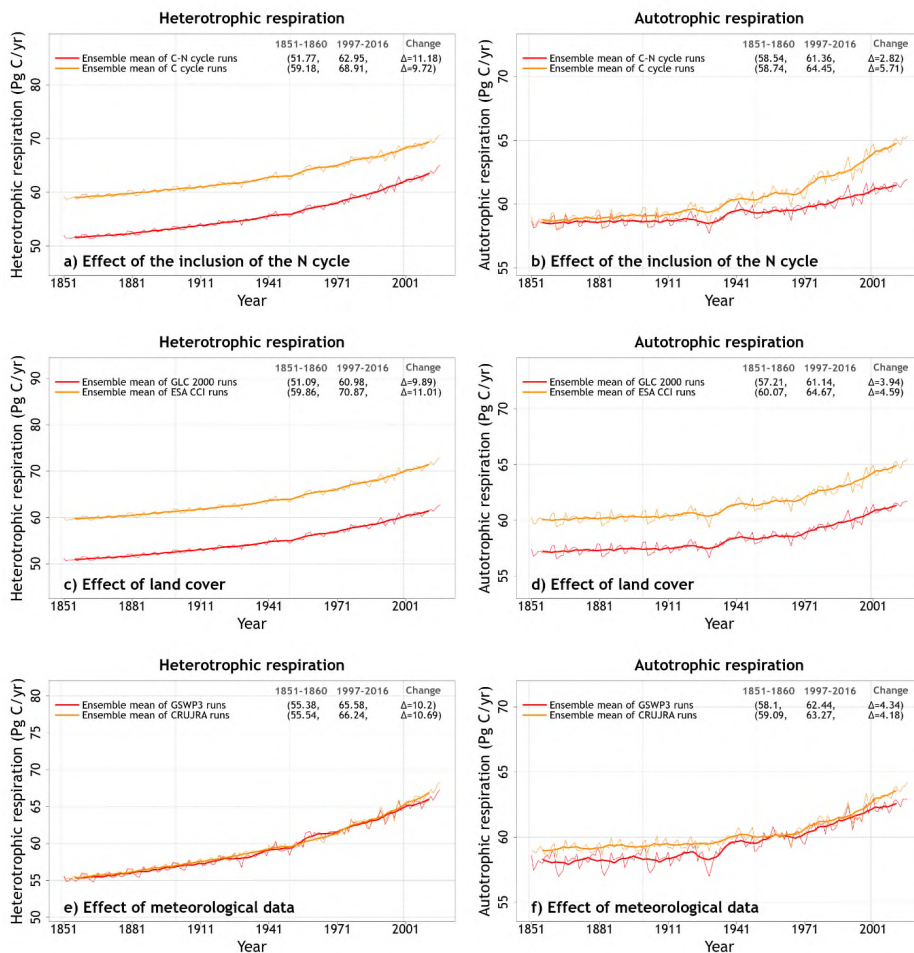 Heterotrophic respiration
Heterotrophic respiration (Pg C/yr)
80
70
60
50
1851-1860 1997-2016 Change
Ensemble mean of C-N cycle runs (51.77, 62.95, Δ=11.18)
Ensemble mean of C cycle runs (59.18, 68.91, Δ=9.72)
a) Effect of the inclusion of the N cycle
1851 1881 1911 1941 1971 2001
Year
Autotrophic respiration
Autotrophic respiration (Pg C/yr)
70
65
60
55
1851-1860 1997-2016 Change
Ensemble mean of C-N cycle runs (58.54, 61.36, Δ=2.82)
Ensemble mean of C cycle runs (58.74, 64.45, Δ=5.71)
b) Effect of the inclusion of the N cycle
1851 1881 1911 1941 1971 2001
Year
Heterotrophic respiration
Heterotrophic respiration (Pg C/yr)
90
80
70
60
50
1851-1860 1997-2016 Change
Ensemble mean of GLC 2000 runs (51.09, 60.98, Δ=9.89)
Ensemble mean of ESA CCI runs (59.86, 70.87, Δ=11.01)
c) Effect of land cover
1851 1881 1911 1941 1971 2001
Year
Autotrophic respiration
Autotrophic respiration (Pg C/yr)
70
65
60
55
1851-1860 1997-2016 Change
Ensemble mean of GLC 2000 runs (57.21, 61.14, Δ=3.94)
Ensemble mean of ESA CCI runs (60.07, 64.67, Δ=4.59)
d) Effect of land cover
1851 1881 1911 1941 1971 2001
Year
Heterotrophic respiration
Heterotrophic respiration (Pg C/yr)
80
75
70
65
60
55
50
1851-1860 1997-2016 Change
Ensemble mean of GSWP3 runs (55.38, 65.58, Δ=10.2)
Ensemble mean of CRUJRA runs (55.54, 66.24, Δ=10.69)
e) Effect of meteorological data
1851 1881 1911 1941 1971 2001
Year
Autotrophic respiration
Autotrophic respiration (Pg C/yr)
70
65
60
55
1851-1860 1997-2016 Change
Ensemble mean of GSWP3 runs (58.1, 62.44, Δ=4.34)
Ensemble mean of CRUJRA runs (59.09, 63.27, Δ=4.18)
f) Effect of meteorological data
1851 1881 1911 1941 1971 2001
Year